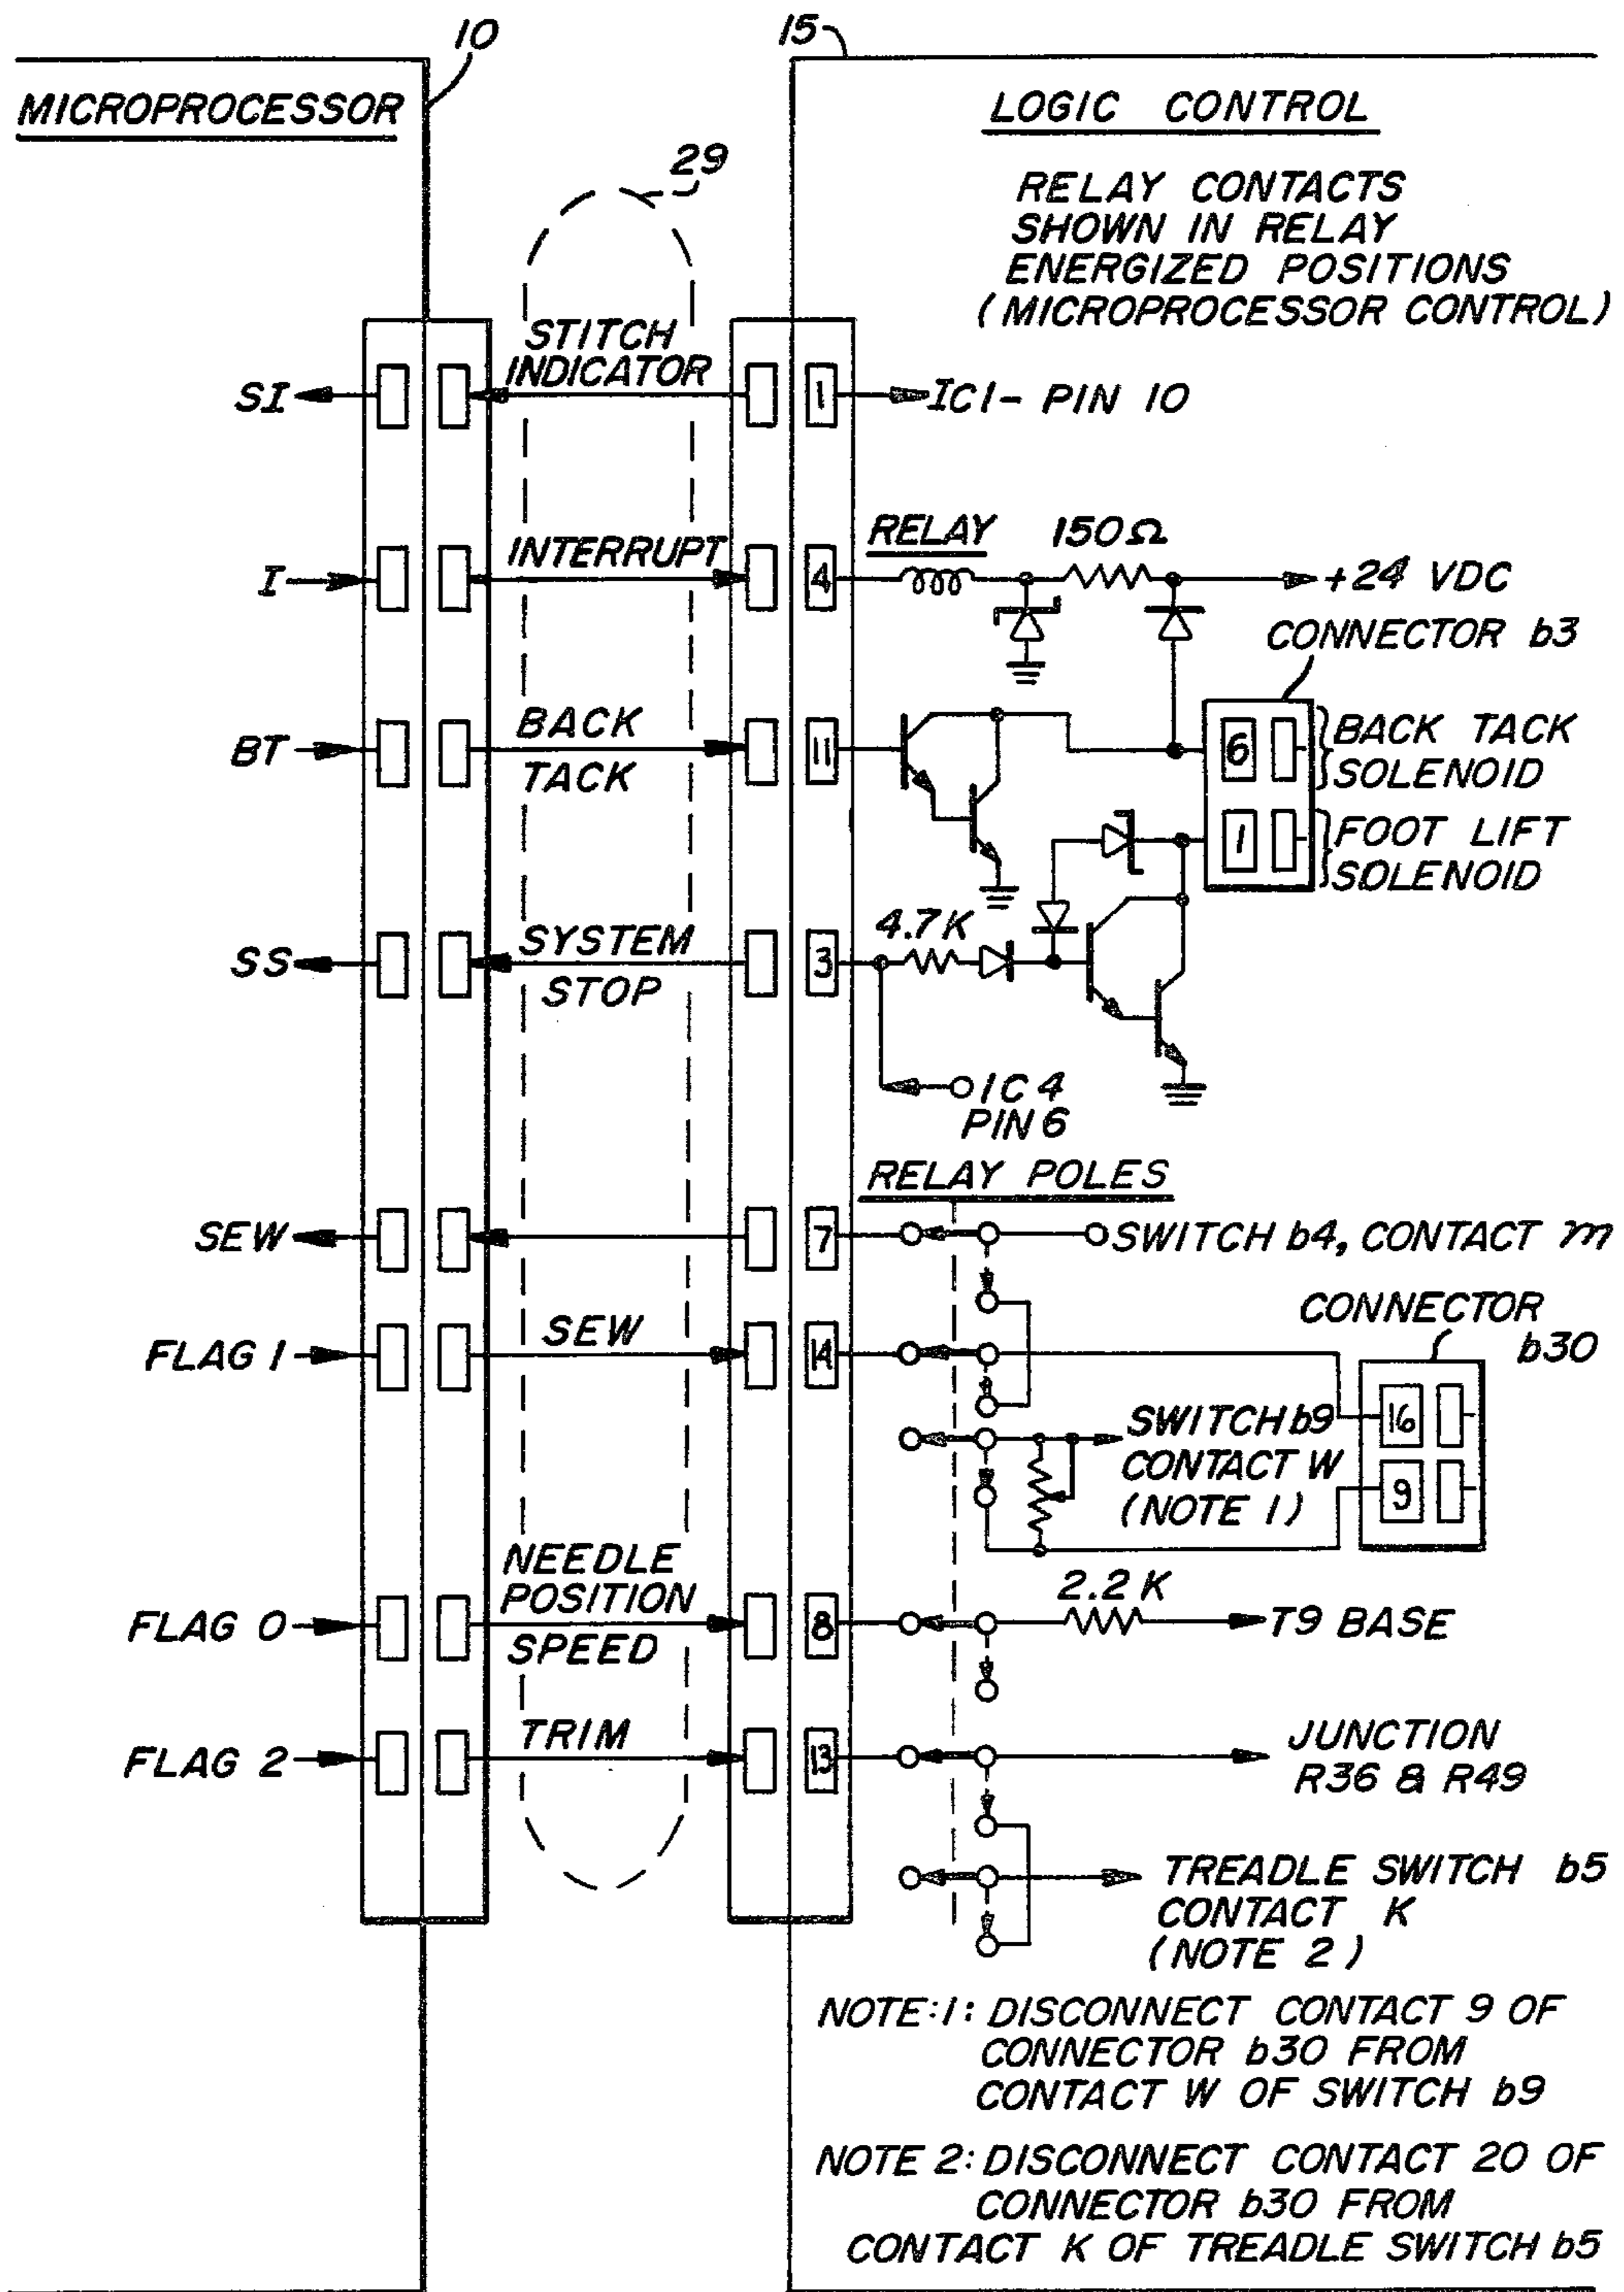 10
15
MICROPROCESSOR
LOGIC CONTROL
29
RELAY CONTACTS
SHOWN IN RELAY
ENERGIZED POSITIONS
(MICROPROCESSOR CONTROL)
STITCH
INDICATOR
SI
1
IC1- PIN 10
RELAY
150Ω
INTERRUPT
I
4
+24 VDC
CONNECTOR b3
BACK
TACK
BT
11
6
BACK TACK
SOLENOID
1
FOOT LIFT
SOLENOID
4.7K
SYSTEM
STOP
SS
3
IC4
PIN 6
RELAY POLES
SEW
7
SWITCH b4, CONTACT m
CONNECTOR
b30
FLAG 1
SEW
14
16
9
SWITCH b9
CONTACT W
(NOTE 1)
NEEDLE
POSITION
SPEED
FLAG 0
8
2.2K
T9 BASE
FLAG 2
TRIM
13
JUNCTION
R36 & R49
TREADLE SWITCH b5
CONTACT K
(NOTE 2)
NOTE:1: DISCONNECT CONTACT 9 OF
CONNECTOR b30 FROM
CONTACT W OF SWITCH b9
NOTE 2: DISCONNECT CONTACT 20 OF
CONNECTOR b30 FROM
CONTACT K OF TREADLE SWITCH b5